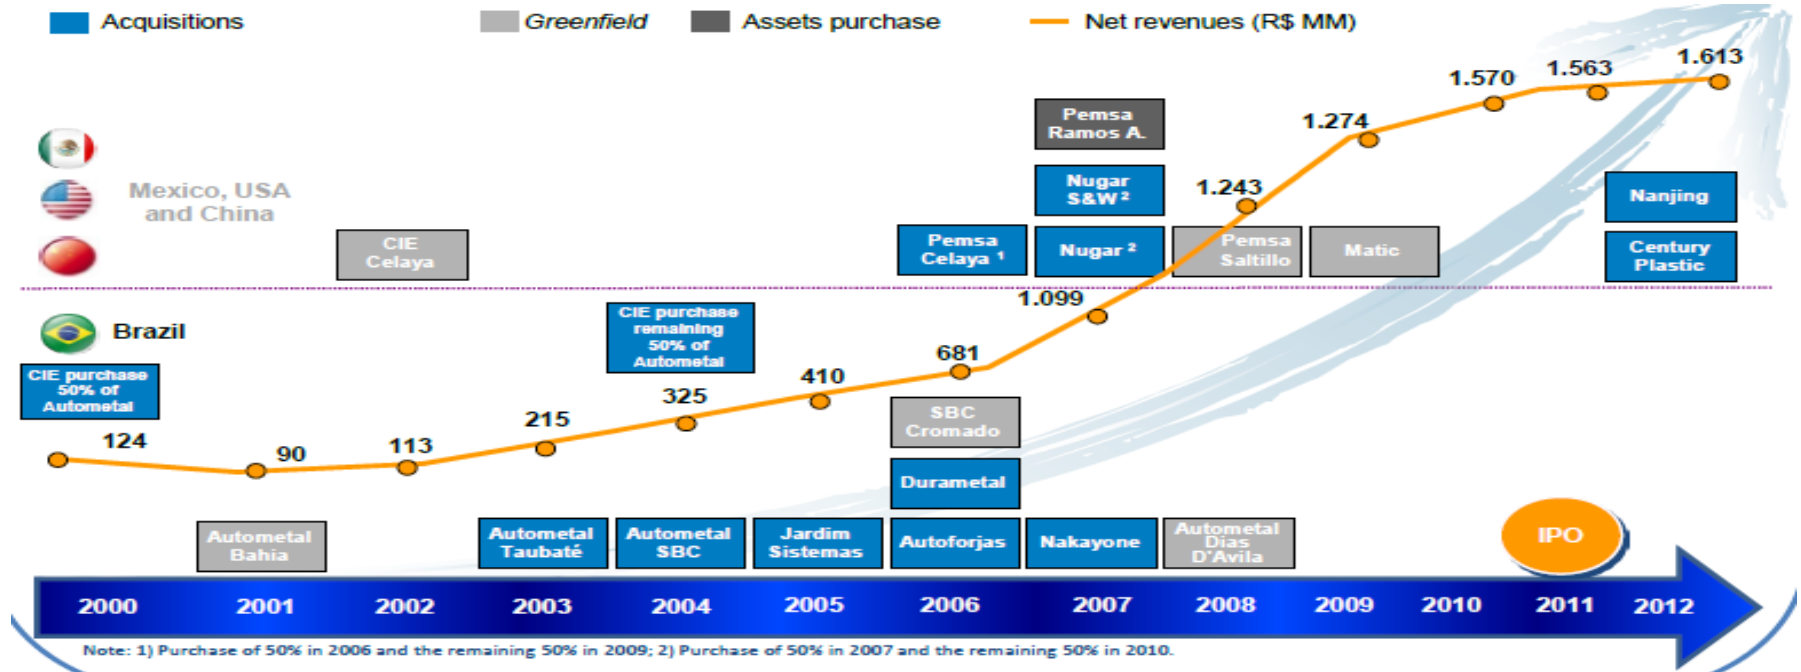 Acquisitions
Greenfield
Assets purchase
Net revenues (R$ MM)
1.613
1.570
1.563
1.274
1.243
Pemsa
Ramos A.
Nugar
S&W ²
Mexico, USA
and China
Nanjing
CIE
Celaya
Pemsa
Celaya ¹
Nugar ²
Pemsa
Saltillo
Matic
Century
Plastic
1.099
Brazil
CIE purchase
remaining
50% of
Autometal
CIE purchase
50% of
Autometal
681
410
325
215
124
90
113
SBC
Cromado
Durametal
Autometal
Bahia
Autometal
Taubaté
Autometal
SBC
Jardim
Sistemas
Autoforjas
Nakayone
Autometal
Dias
D'Avila
IPO
2000
2001
2002
2003
2004
2005
2006
2007
2008
2009
2010
2011
2012
Note: 1) Purchase of 50% in 2006 and the remaining 50% in 2009; 2) Purchase of 50% in 2007 and the remaining 50% in 2010.